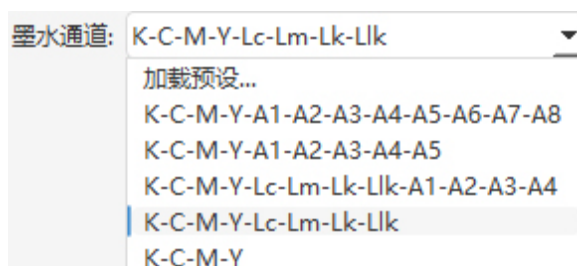 墨水通道: K-C-M-Y-Lc-Lm-Lk-Llk
加载预设...
K-C-M-Y-A1-A2-A3-A4-A5-A6-A7-A8
K-C-M-Y-A1-A2-A3-A4-A5
K-C-M-Y-Lc-Lm-Lk-Llk-A1-A2-A3-A4
K-C-M-Y-Lc-Lm-Lk-Llk
K-C-M-Y